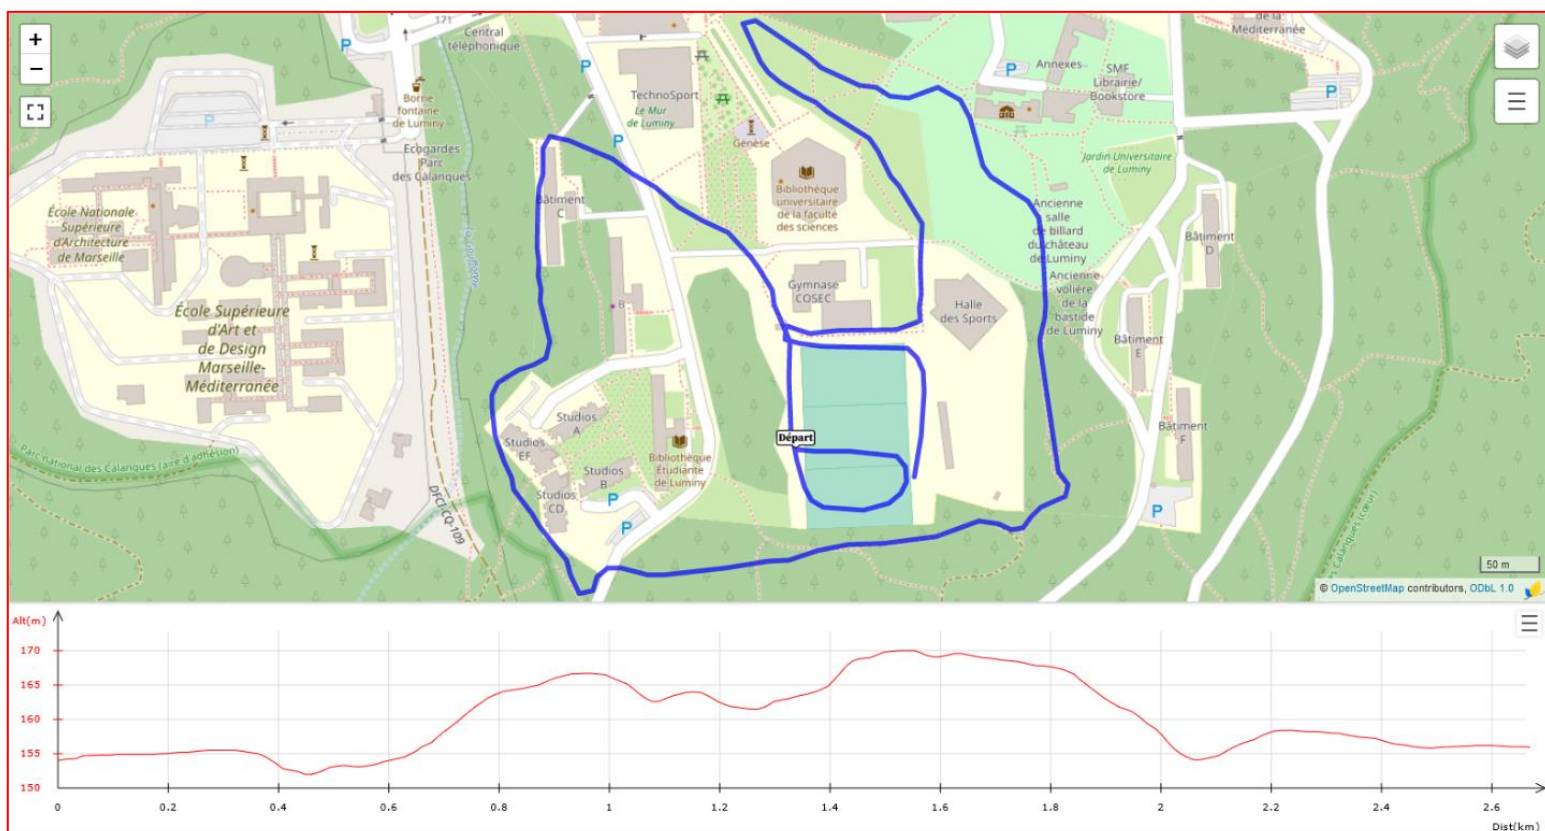 +
−
171
Central
téléphonique
P
Borne
fontaine
de Luminy
Ecogardes
Parc
des Calanques
P
École Nationale
Supérieure
d'Architecture
de Marseille
École Supérieure
d'Art et
de Design
Marseille-
Méditerranée
Parc national des Calanques (aire d'adhésion)
DFCI-CQ-109
P
TechnoSport
Le Mur
de Luminy
P
Genèse
Bibliothèque
universitaire
de la faculté
des sciences
Bâtiment
C
B
Gymnase
COSEC
Halle
des Sports
Studios
A
Studios
EF
Studios
B
Studios
CD
Bibliothèque
Étudiante
de Luminy
P
P
Départ
P
Annexes
SMF
Librairie/
Bookstore
de la
Méditerranée
P
Jardin Universitaire
de Luminy
Ancienne
salle
de billard
du château
de Luminy
Ancienne
volière
de la
bastide
de Luminy
Bâtiment
D
Bâtiment
E
Bâtiment
F
P
es Calanques (cœur)
50 m
© OpenStreetMap contributors, ODbL 1.0
Alt(m)
170
165
160
155
150
0 0.2 0.4 0.6 0.8 1 1.2 1.4 1.6 1.8 2 2.2 2.4 2.6
Dist(km)